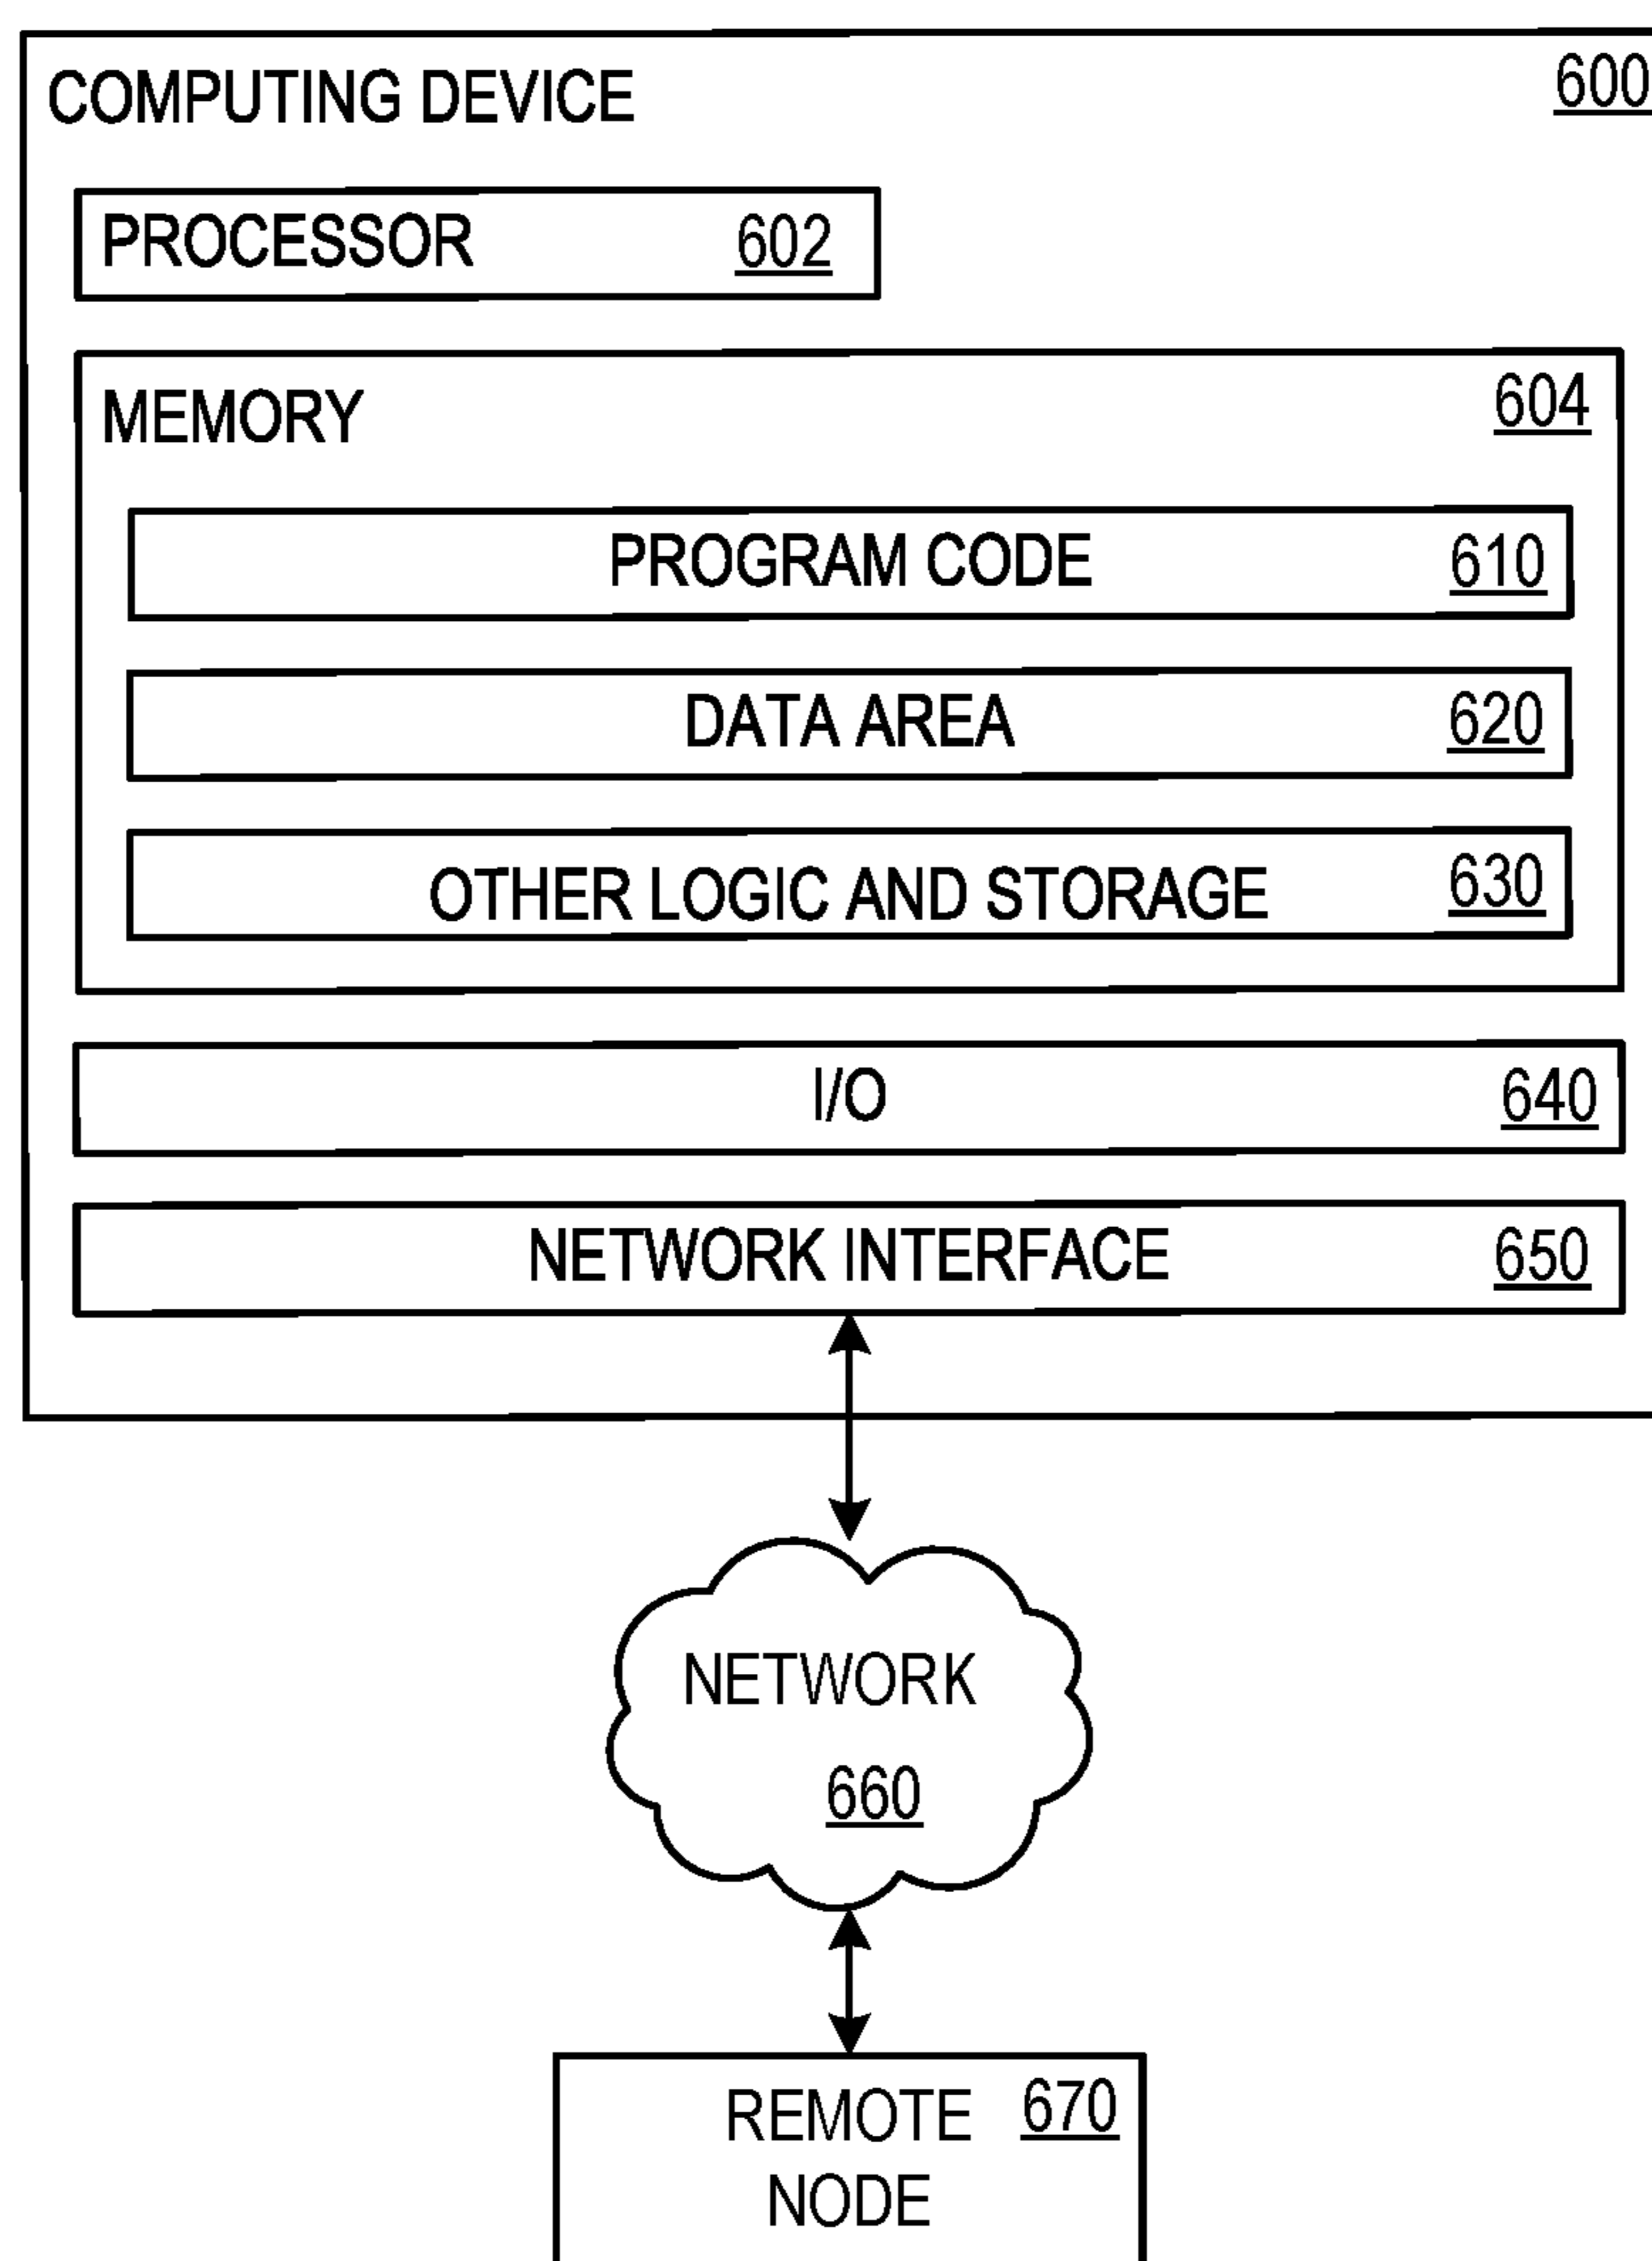 COMPUTING DEVICE 600
PROCESSOR 602
MEMORY 604
PROGRAM CODE 610
DATA AREA 620
OTHER LOGIC AND STORAGE 630
I/O 640
NETWORK INTERFACE 650
NETWORK
660
REMOTE 670
NODE